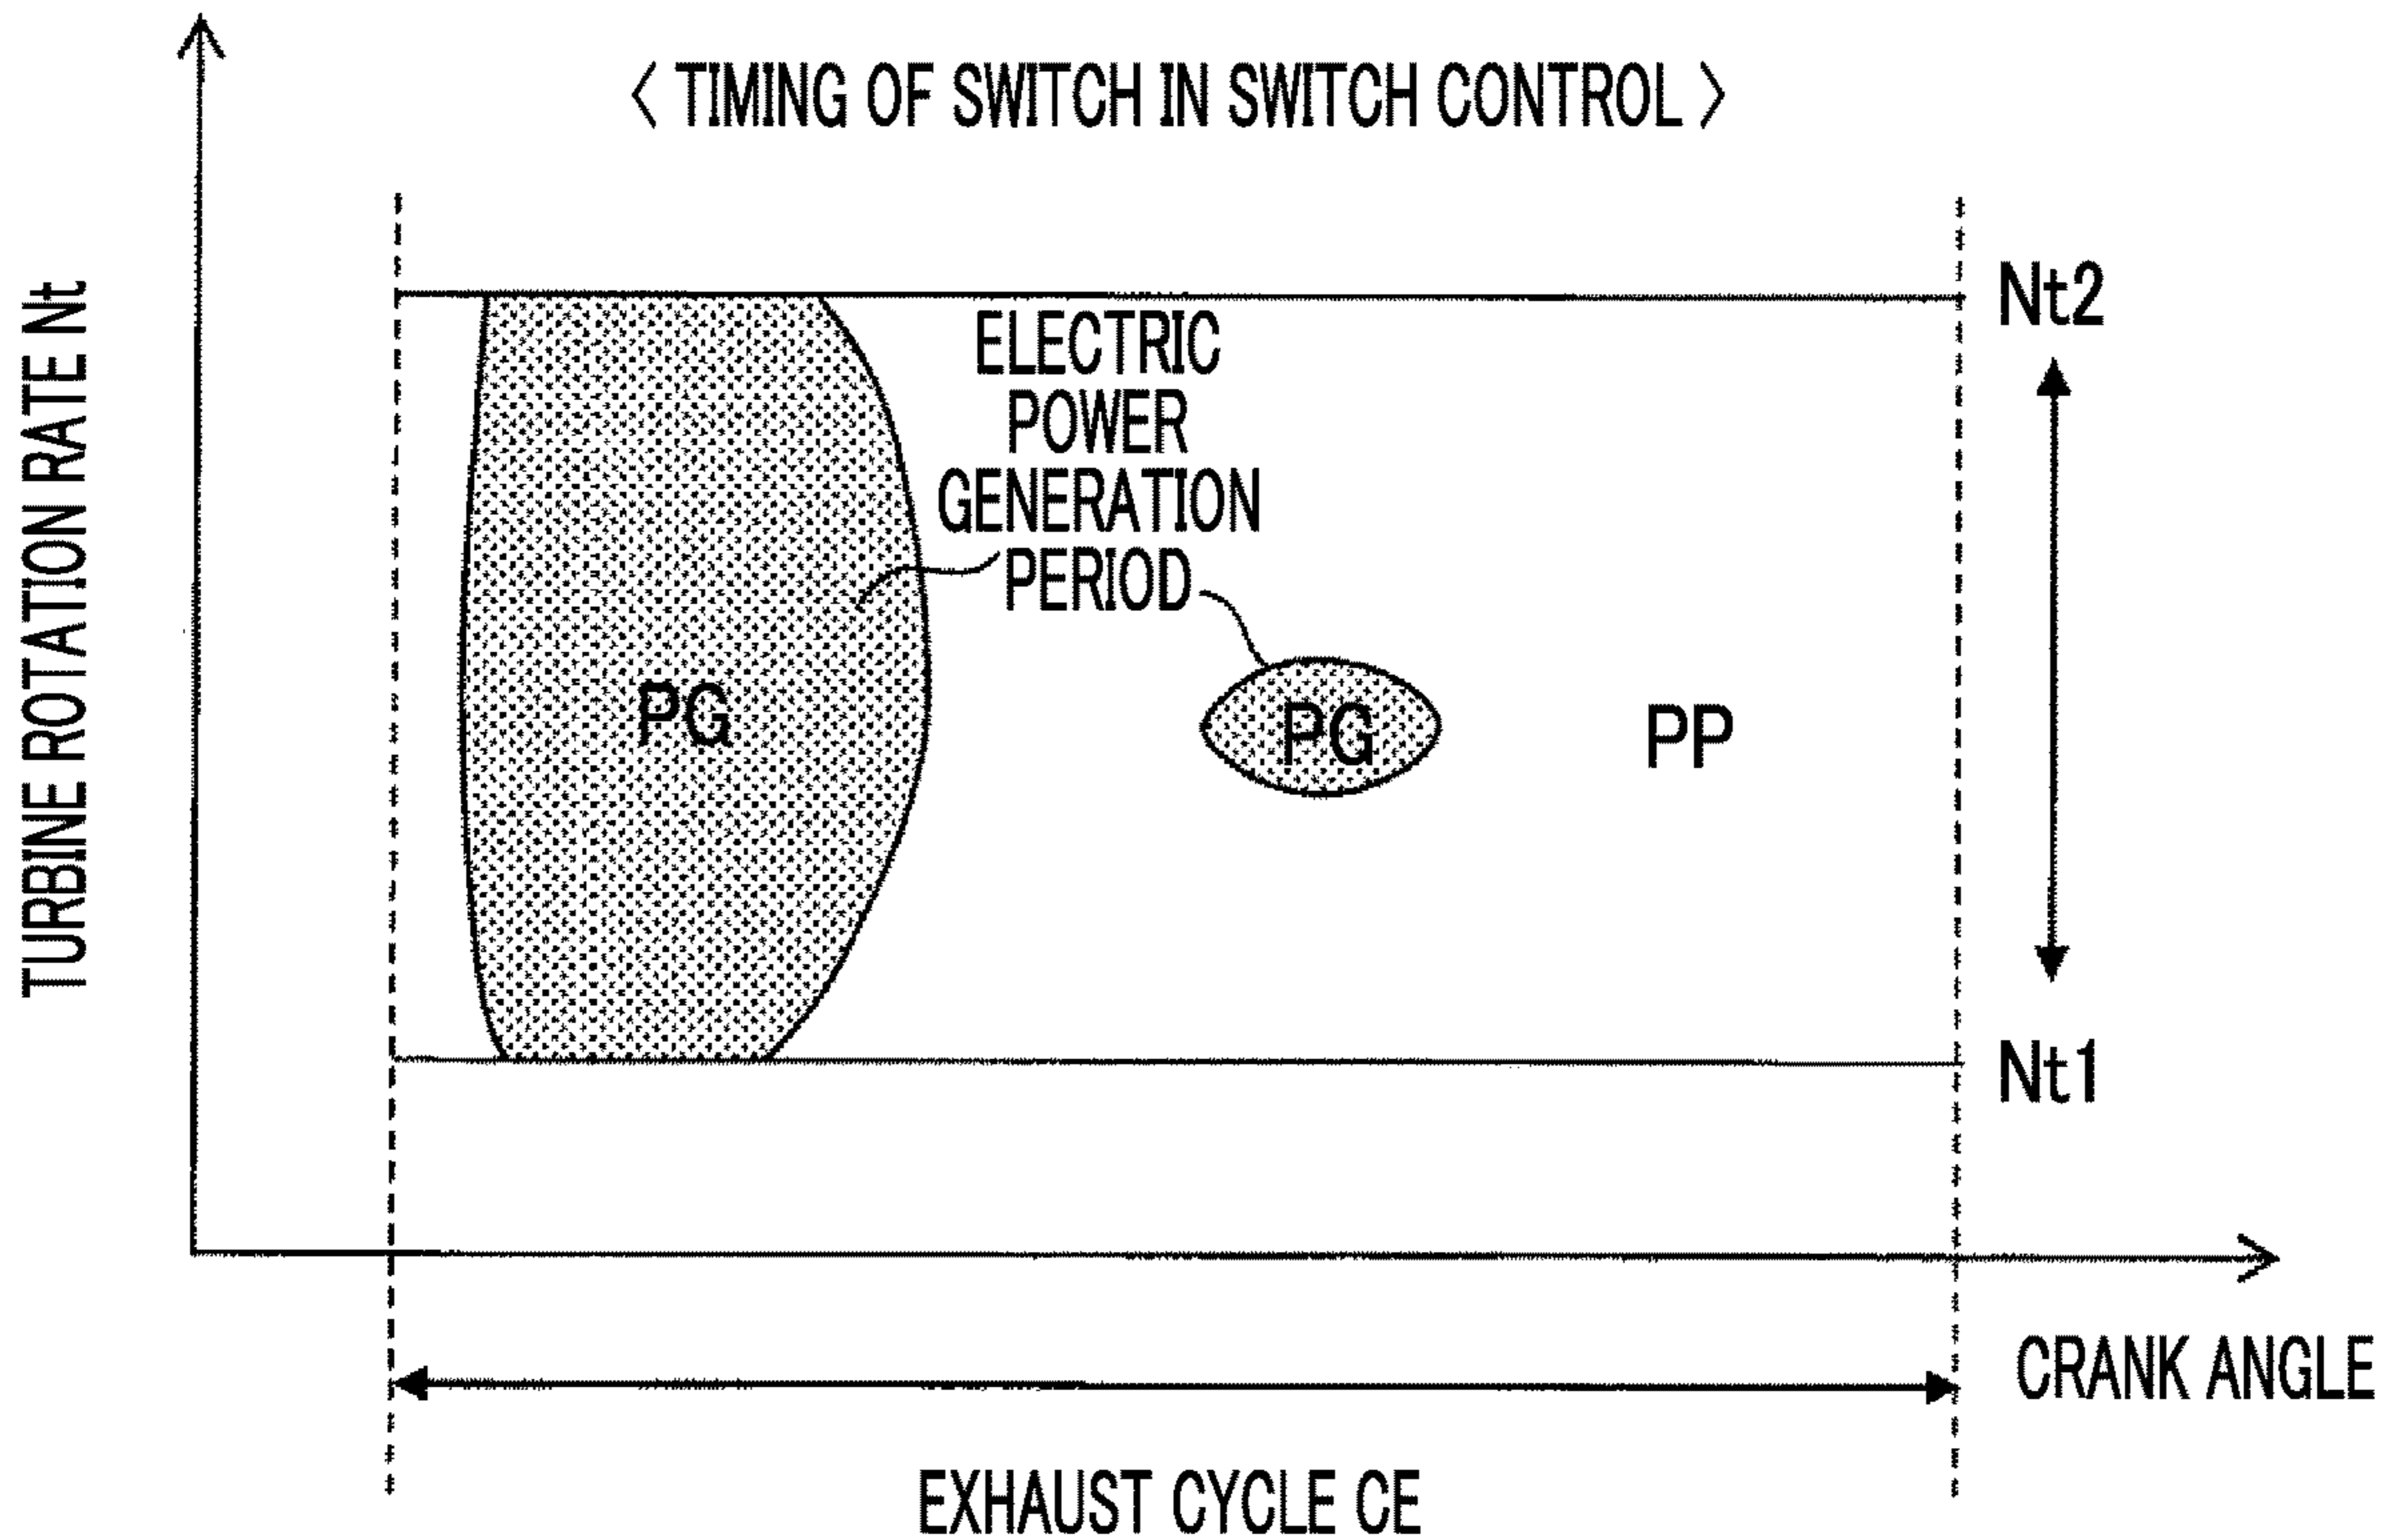 < TIMING OF SWITCH IN SWITCH CONTROL >
TURBINE ROTATION RATE Nt
Nt2
ELECTRIC
POWER
GENERATION
PERIOD
PG
PG
PP
Nt1
CRANK ANGLE
EXHAUST CYCLE CE